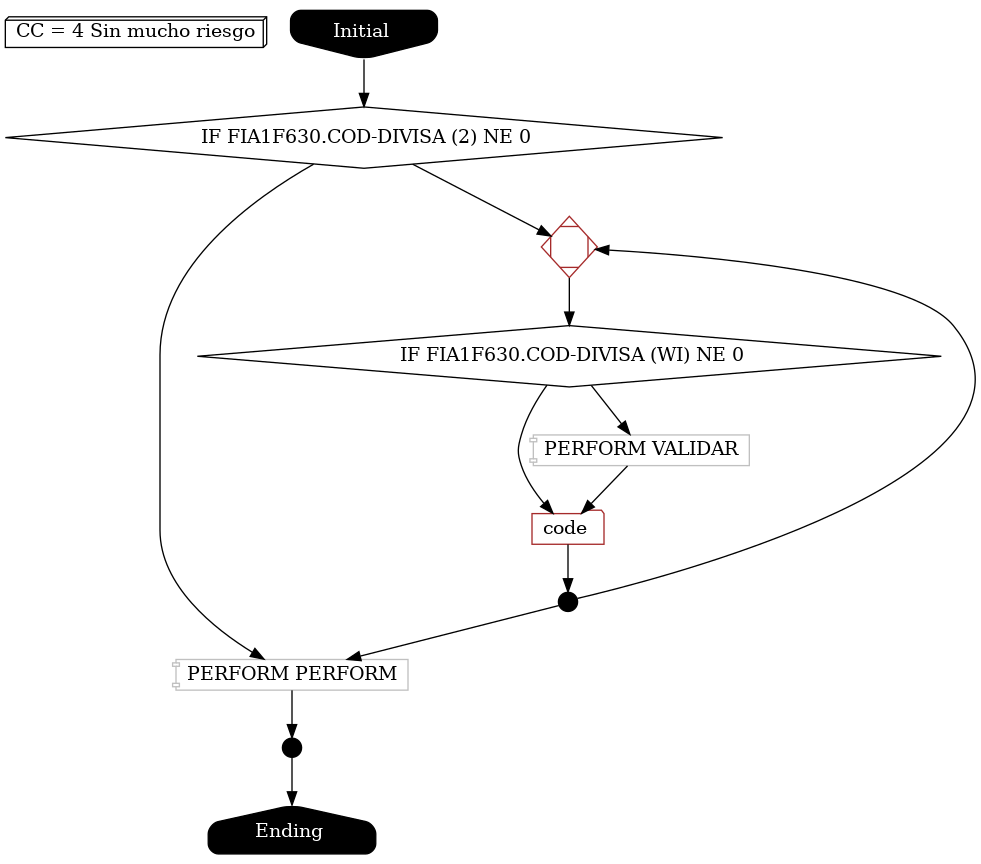 CC = 4 Sin mucho riesgo
Initial
IF FIA1F630.COD-DIVISA (2) NE 0
IF FIA1F630.COD-DIVISA (WI) NE 0
PERFORM VALIDAR
code
PERFORM PERFORM
Ending